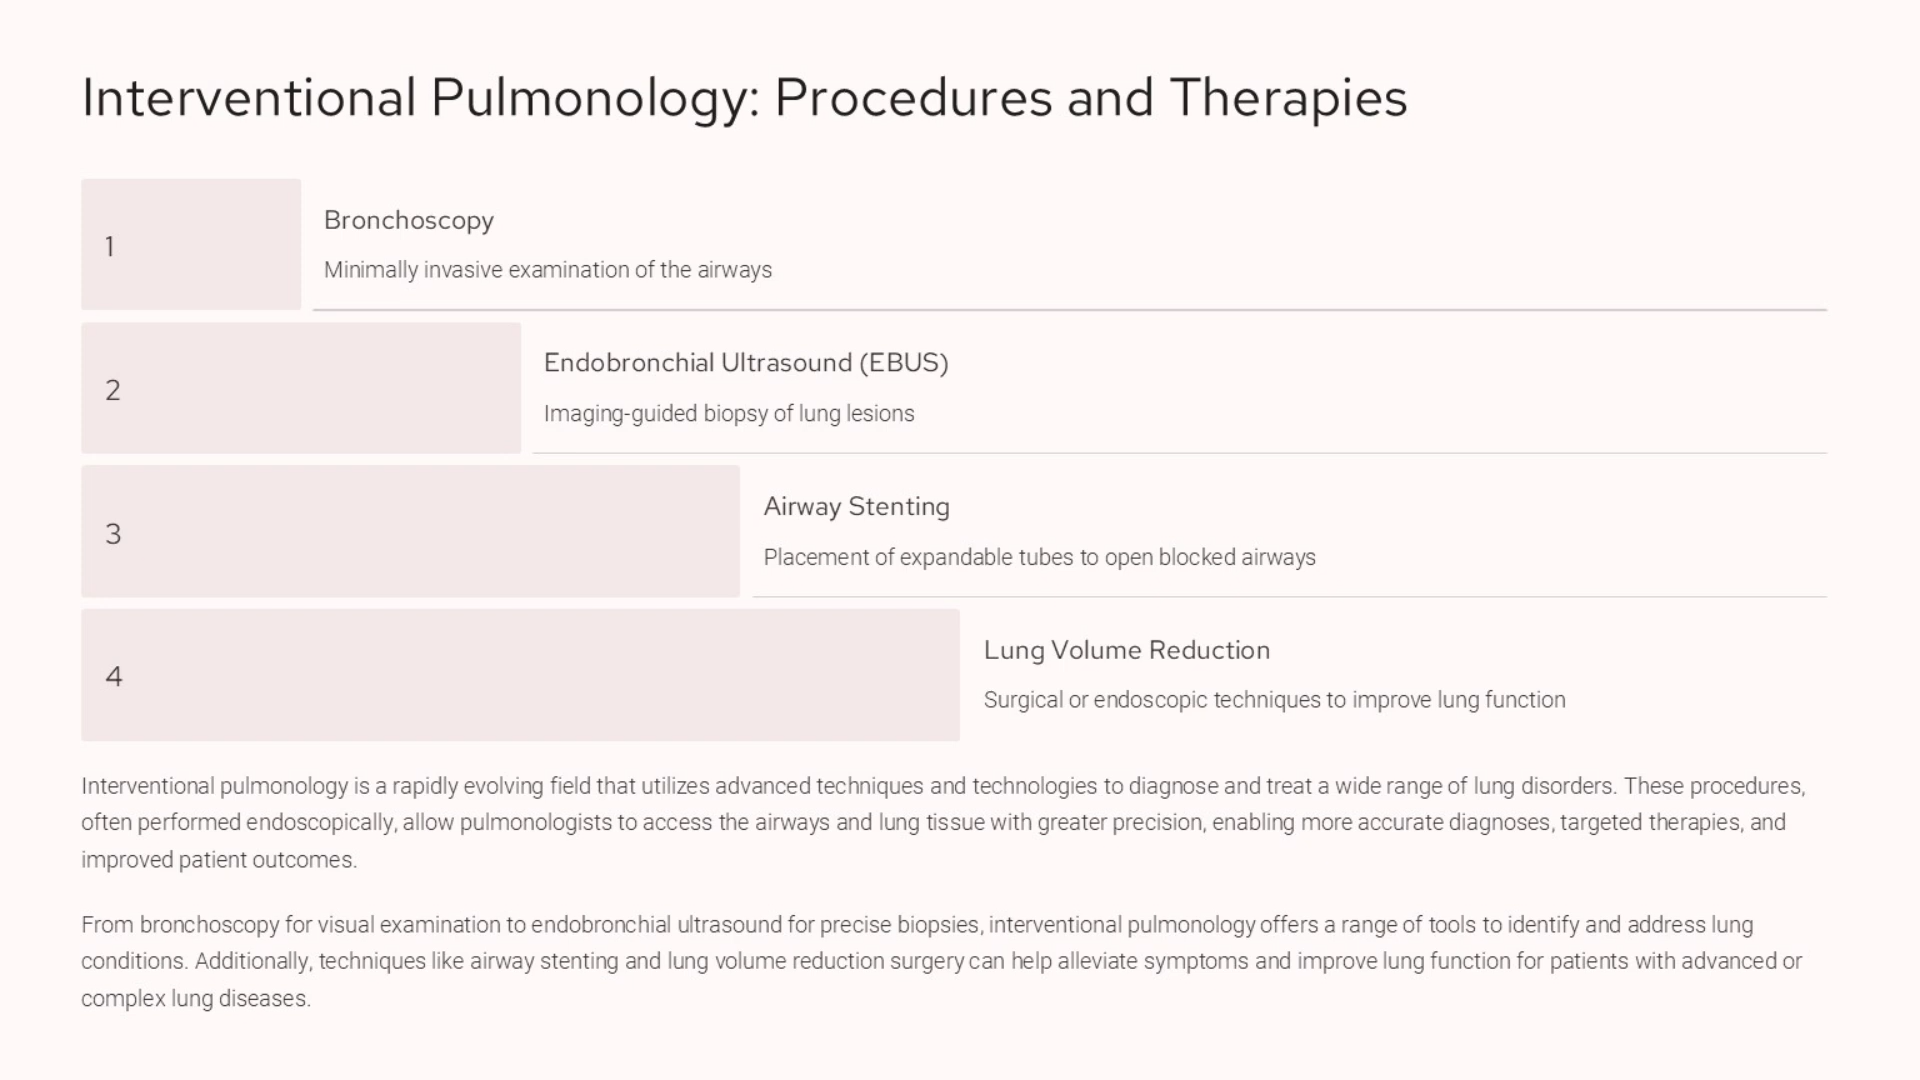 Interventional Pulmonology: Procedures and Therapies
1
Bronchoscopy
Minimally invasive examination of the airways
2
Endobronchial Ultrasound (EBUS)
Imaging-guided biopsy of lung lesions
3
Airway Stenting
Placement of expandable tubes to open blocked airways
4
Lung Volume Reduction
Surgical or endoscopic techniques to improve lung function
Interventional pulmonology is a rapidly evolving field that utilizes advanced techniques and technologies to diagnose and treat a wide range of lung disorders. These procedures,
often performed endoscopically, allow pulmonologists to access the airways and lung tissue with greater precision, enabling more accurate diagnoses, targeted therapies, and
improved patient outcomes.
From bronchoscopy for visual examination to endobronchial ultrasound for precise biopsies, interventional pulmonology offers a range of tools to identify and address lung
conditions. Additionally, techniques like airway stenting and lung volume reduction surgery can help alleviate symptoms and improve lung function for patients with advanced or
complex lung diseases.